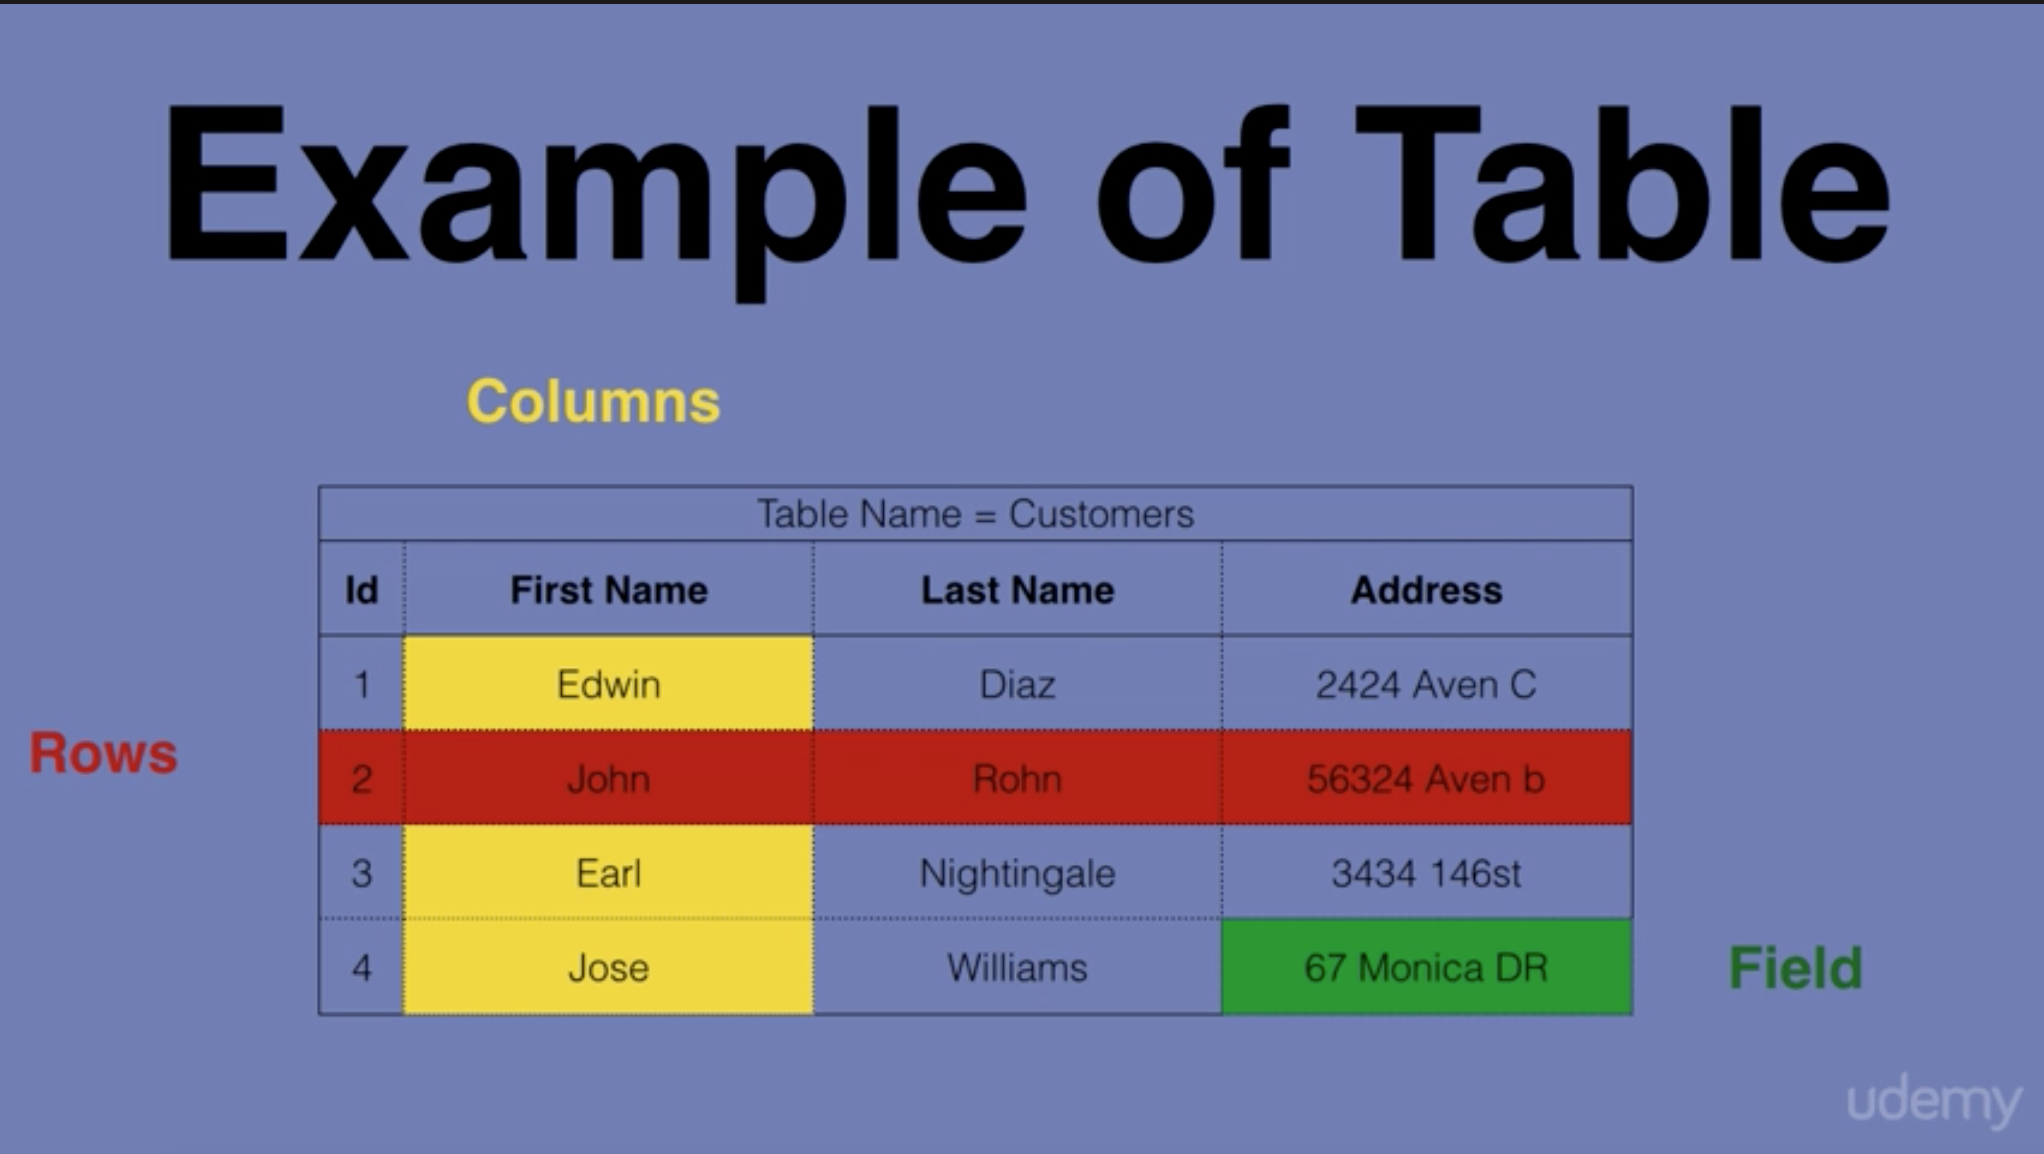 Example of Table
Columns
Table Name = Customers
Id First Name Last Name Address
1 Edwin Diaz 2424 Aven C
Rows
2 John Rohn 56324 Aven b
3 Earl Nightingale 3434 146st
4 Jose Williams 67 Monica DR
Field
udemy